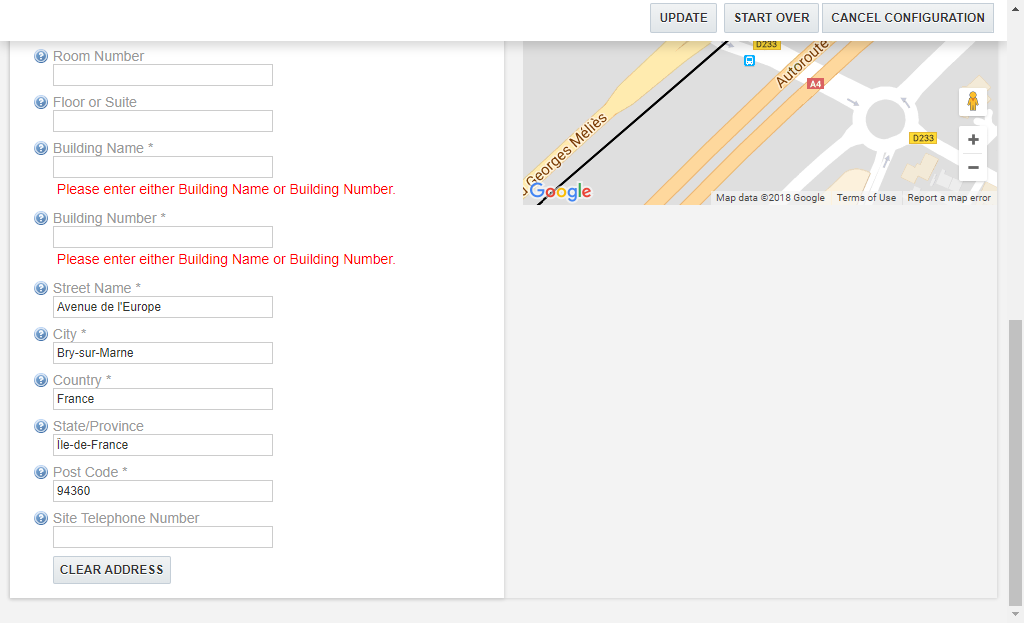 UPDATE
START OVER
CANCEL CONFIGURATION
Room Number
Floor or Suite
Building Name *
Please enter either Building Name or Building Number.
Building Number *
Please enter either Building Name or Building Number.
Street Name *
Avenue de l'Europe
City *
Bry-sur-Marne
Country *
France
State/Province
Île-de-France
Post Code *
94360
Site Telephone Number
CLEAR ADDRESS
D233
Autoroute
A4
D233
Georges Méliès
Google
+
−
Map data ©2018 Google
Terms of Use
Report a map error